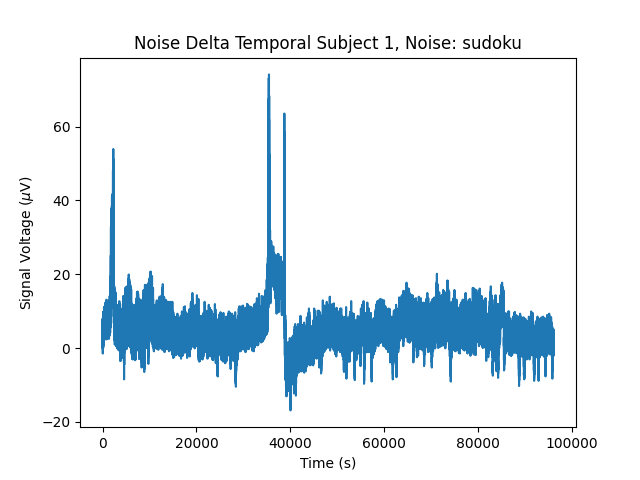 Noise Delta Temporal Subject 1, Noise: sudoku
Signal Voltage (μV)
60
40
20
0
−20
0 20000 40000 60000 80000 100000
Time (s)